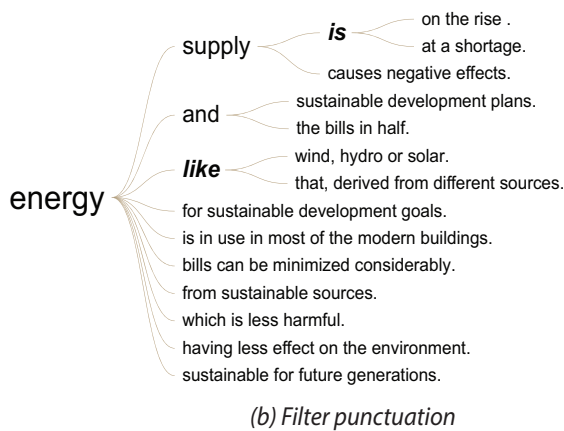 energy
supply
is
on the rise .
at a shortage.
causes negative effects.
and
sustainable development plans.
the bills in half.
like
wind, hydro or solar.
that, derived from different sources.
for sustainable development goals.
is in use in most of the modern buildings.
bills can be minimized considerably.
from sustainable sources.
which is less harmful.
having less effect on the environment.
sustainable for future generations.
(b) Filter punctuation